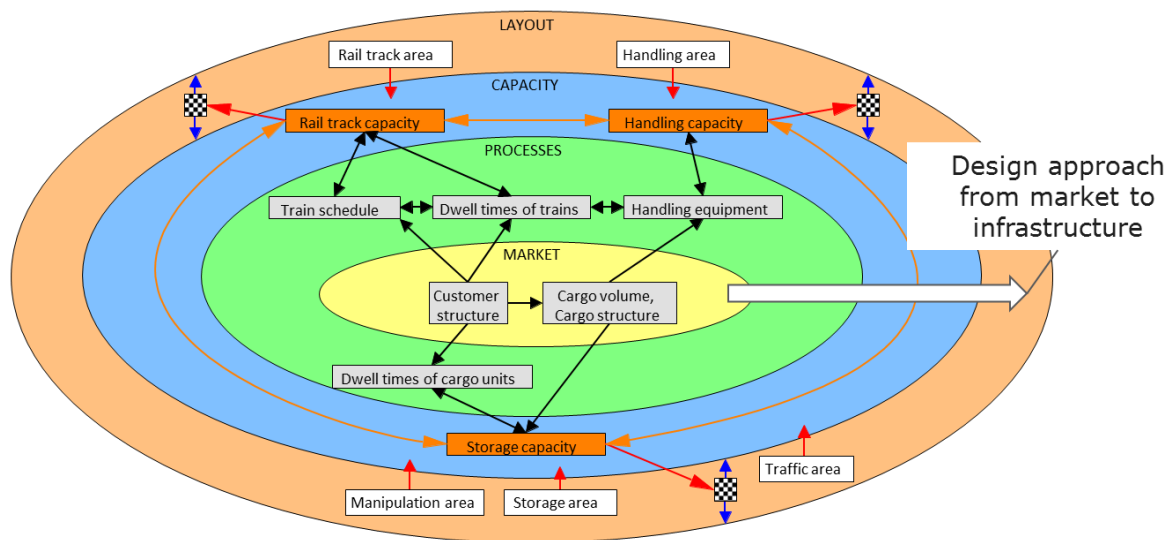 LAYOUT
Rail track area
Handling area
CAPACITY
Rail track capacity
Handling capacity
PROCESSES
Design approach
from market to
infrastructure
Train schedule
Dwell times of trains
Handling equipment
MARKET
Customer
structure
Cargo volume,
Cargo structure
Dwell times of cargo units
Storage capacity
Traffic area
Manipulation area
Storage area